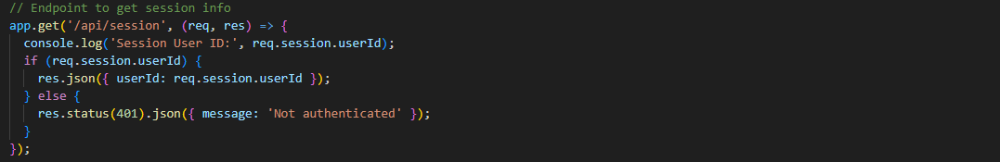 // Endpoint to get session info
app.get('/api/session', (req, res) => {
  console.log('Session User ID:', req.session.userId);
  if (req.session.userId) {
    res.json({ userId: req.session.userId });
  } else {
    res.status(401).json({ message: 'Not authenticated' });
  }
});